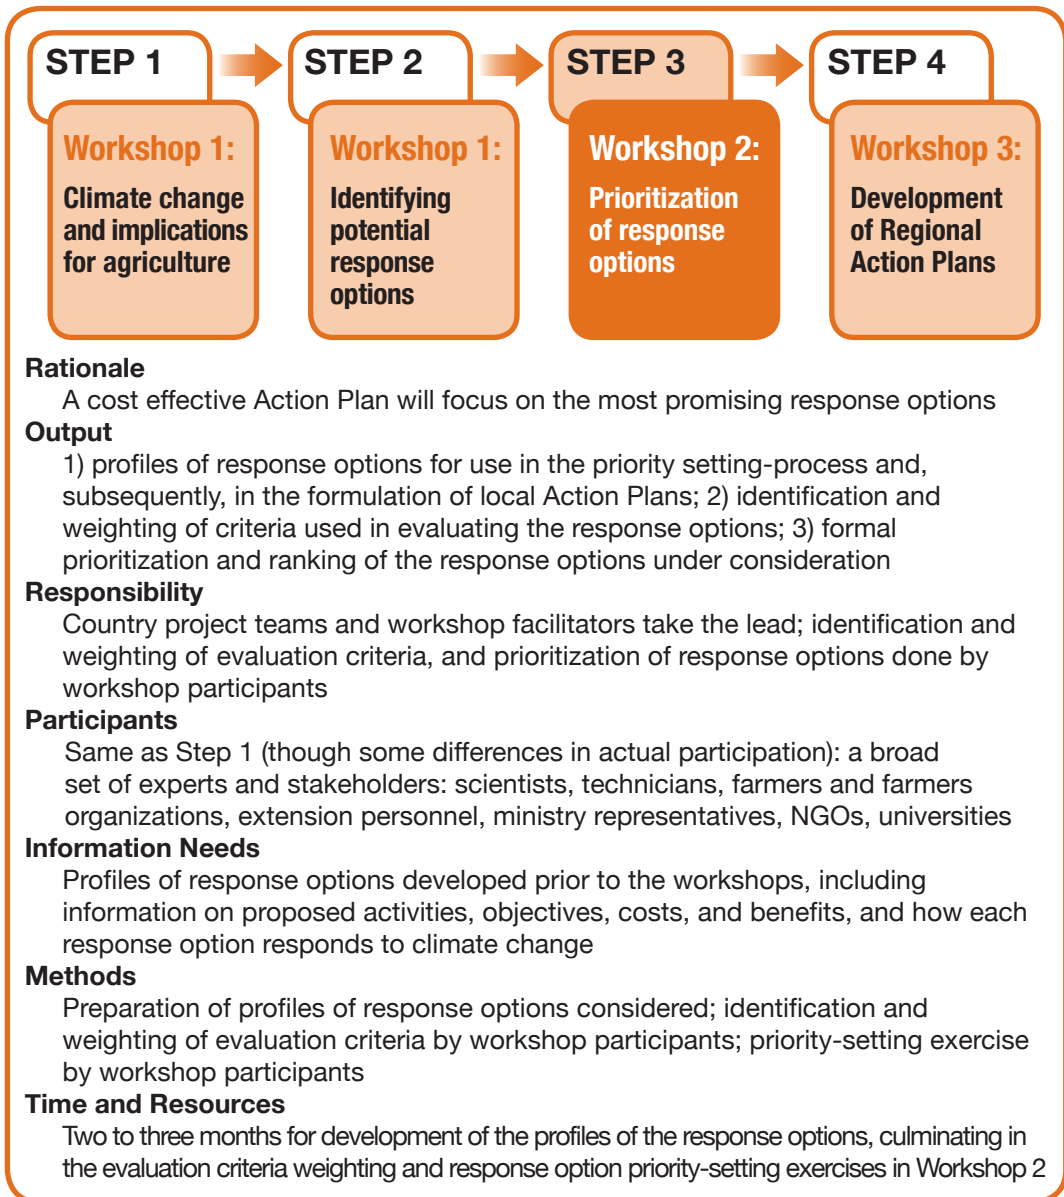 STEP 1
STEP 2
STEP 3
STEP 4
Workshop 1:
Climate change
and implications
for agriculture
Workshop 1:
Identifying
potential
response
options
Workshop 2:
Prioritization
of response
options
Workshop 3:
Development
of Regional
Action Plans
Rationale
A cost effective Action Plan will focus on the most promising response options
Output
1) profiles of response options for use in the priority setting-process and,
subsequently, in the formulation of local Action Plans; 2) identification and
weighting of criteria used in evaluating the response options; 3) formal
prioritization and ranking of the response options under consideration
Responsibility
Country project teams and workshop facilitators take the lead; identification and
weighting of evaluation criteria, and prioritization of response options done by
workshop participants
Participants
Same as Step 1 (though some differences in actual participation): a broad
set of experts and stakeholders: scientists, technicians, farmers and farmers
organizations, extension personnel, ministry representatives, NGOs, universities
Information Needs
Profiles of response options developed prior to the workshops, including
information on proposed activities, objectives, costs, and benefits, and how each
response option responds to climate change
Methods
Preparation of profiles of response options considered; identification and
weighting of evaluation criteria by workshop participants; priority-setting exercise
by workshop participants
Time and Resources
Two to three months for development of the profiles of the response options, culminating in
the evaluation criteria weighting and response option priority-setting exercises in Workshop 2